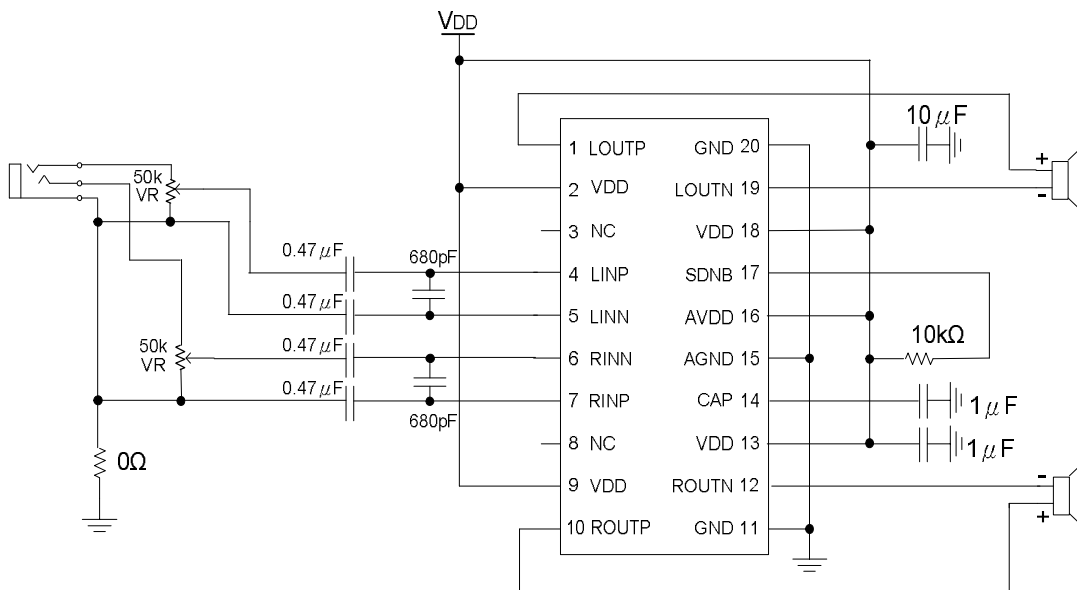 VDD
10μF
1 LOUTP GND 20
+
50k
VR
2 VDD LOUTN 19
-
3 NC VDD 18
0.47μF
680pF
4 LINP SDNB 17
0.47μF
5 LINN AVDD 16
10kΩ
50k
VR
0.47μF
6 RINN AGND 15
0.47μF
7 RINP CAP 14
1μF
680pF
0Ω
8 NC VDD 13
1μF
9 VDD ROUTN 12
-
+
10 ROUTP GND 11